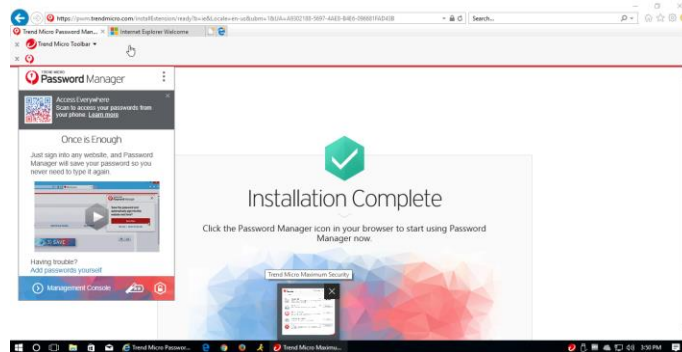 Search...
Trend Micro Password Man...
Internet Explorer Welcome
Trend Micro Toolbar
TREND MICRO
Password Manager
Access Everywhere
Scan to access your passwords from
your phone. Learn more
Once is Enough
Just sign into any website, and Password
Manager will save your password so you
never need to type it again.
Having trouble?
Add passwords yourself
Management Console
Installation Complete
Click the Password Manager icon in your browser to start using Password
Manager now.
Trend Micro Maximum Security
Trend Micro Passwor...
Trend Micro Maximu...
3:50 PM